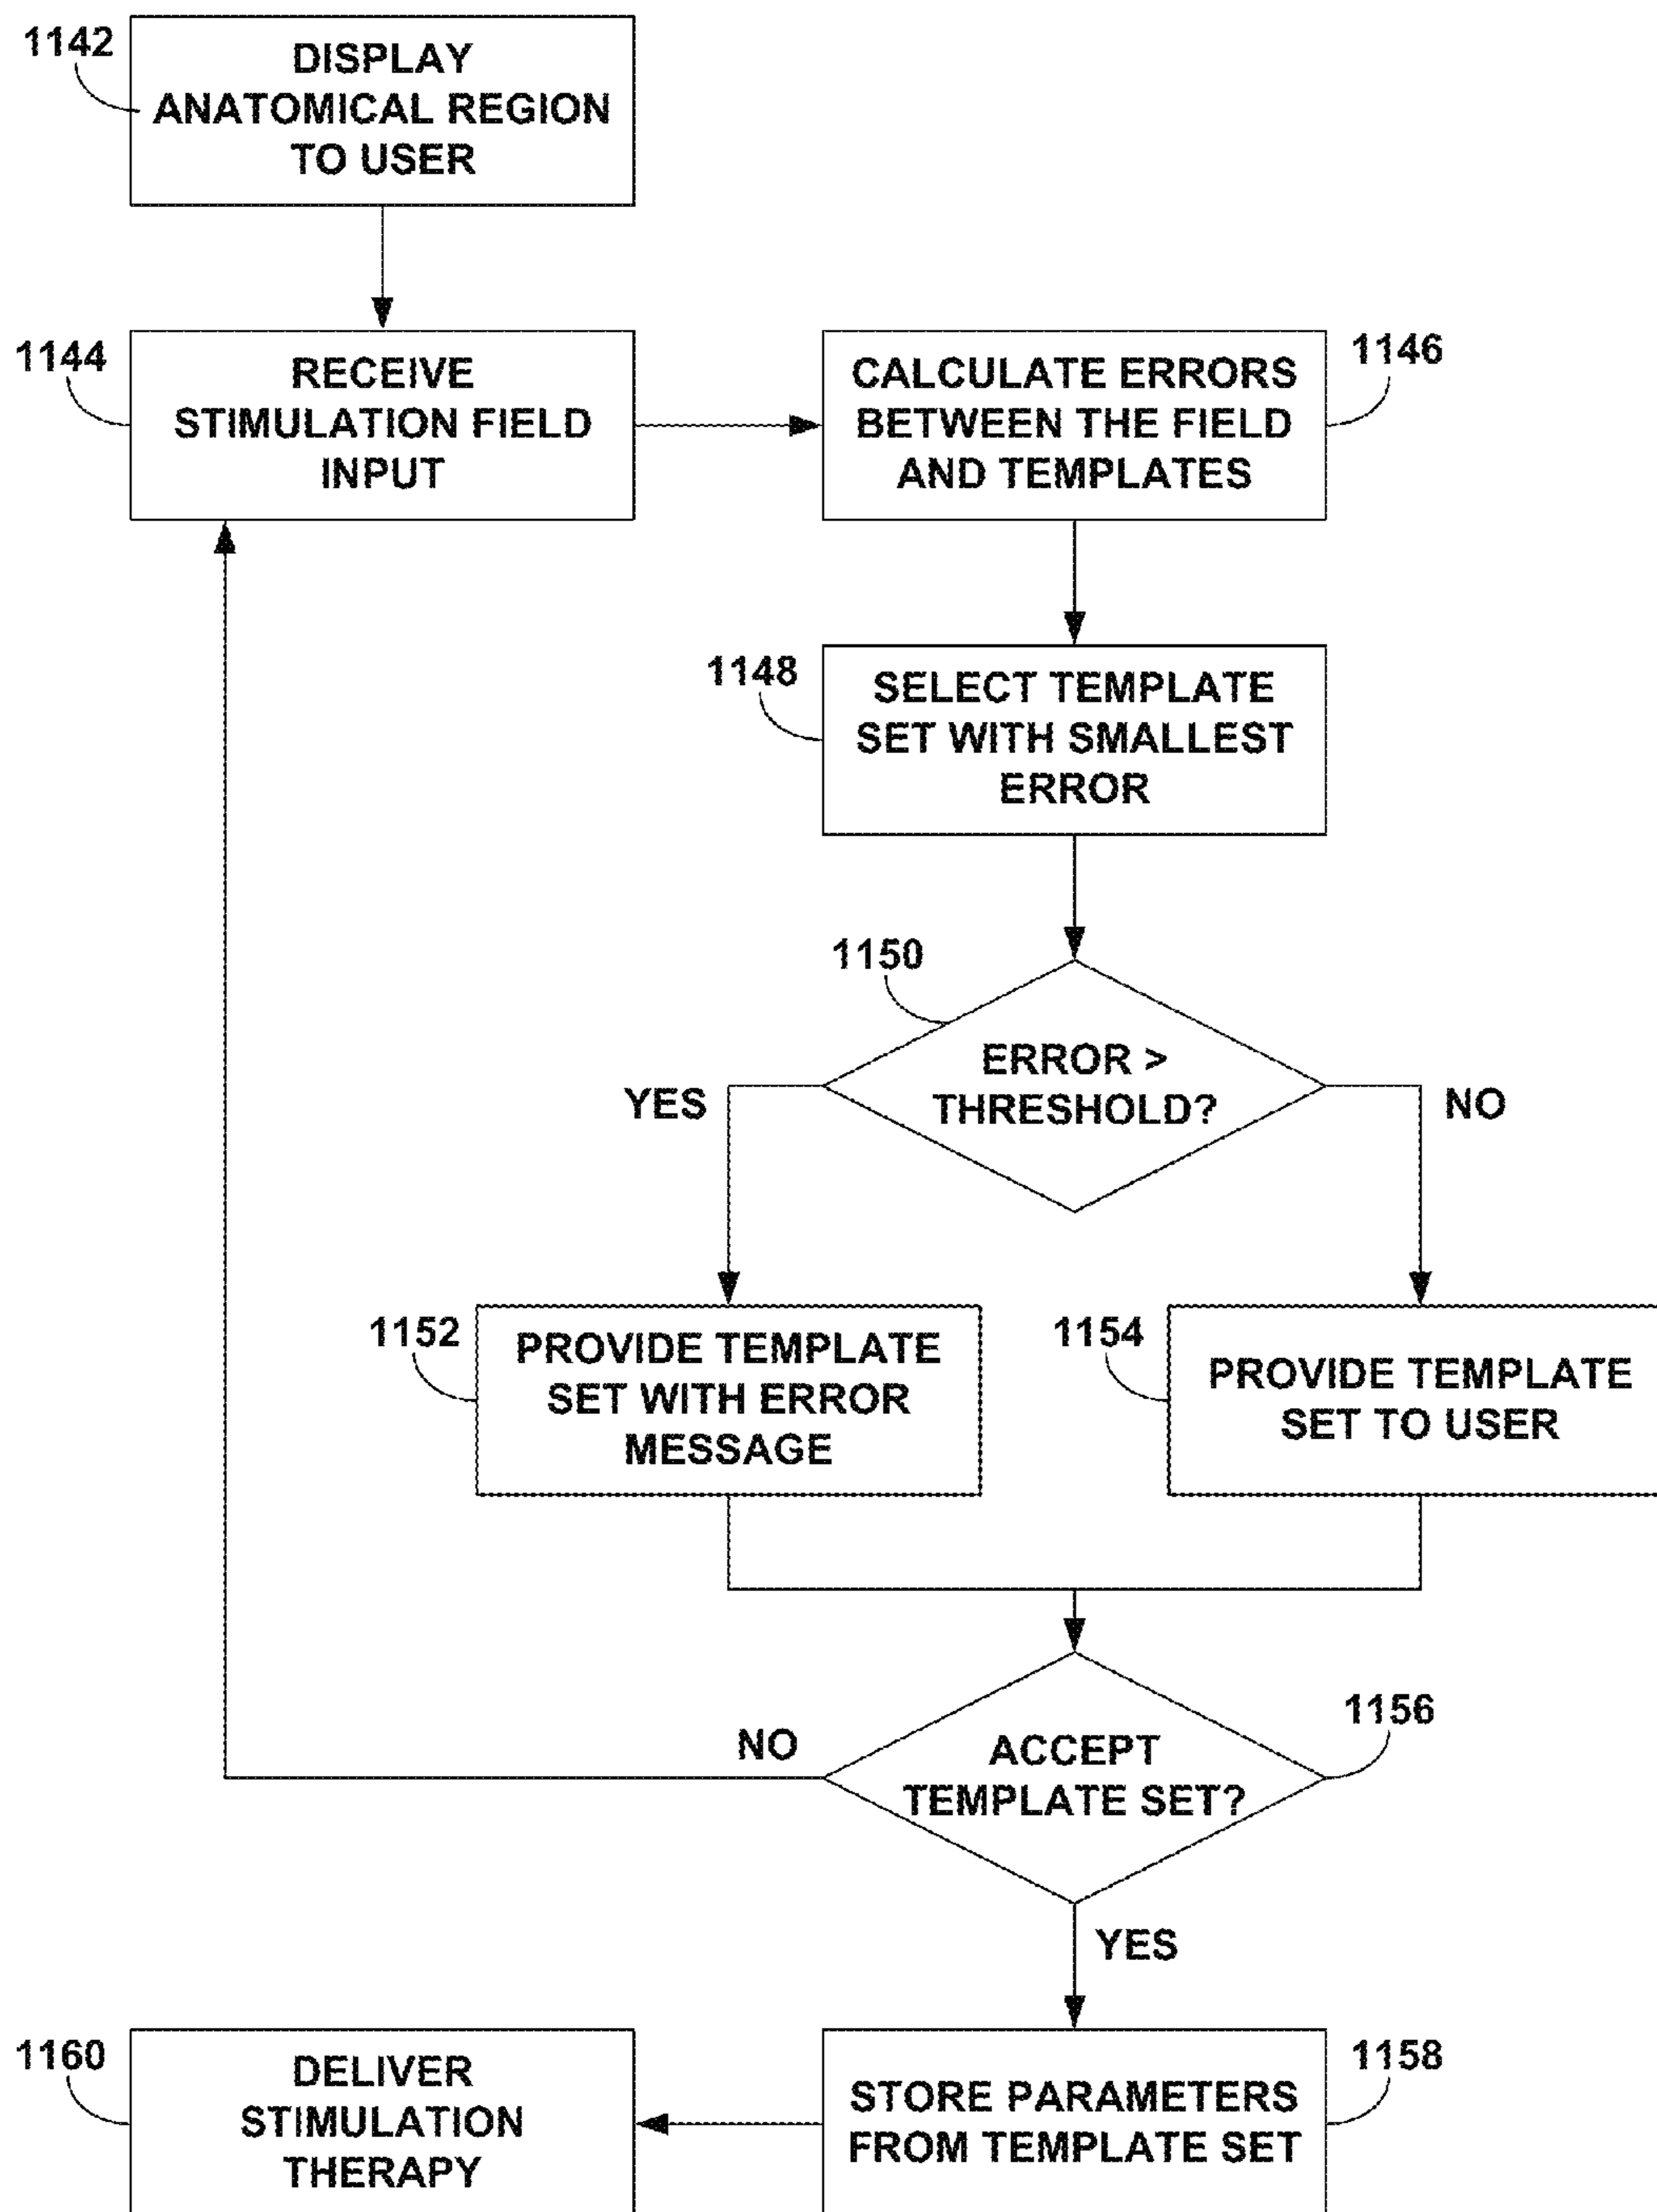 1142
DISPLAY
ANATOMICAL REGION
TO USER
1144
RECEIVE
STIMULATION FIELD
INPUT
1146
CALCULATE ERRORS
BETWEEN THE FIELD
AND TEMPLATES
1148
SELECT TEMPLATE
SET WITH SMALLEST
ERROR
1150
ERROR >
THRESHOLD?
YES
NO
1152
PROVIDE TEMPLATE
SET WITH ERROR
MESSAGE
1154
PROVIDE TEMPLATE
SET TO USER
1156
ACCEPT
TEMPLATE SET?
NO
YES
1158
STORE PARAMETERS
FROM TEMPLATE SET
1160
DELIVER
STIMULATION
THERAPY